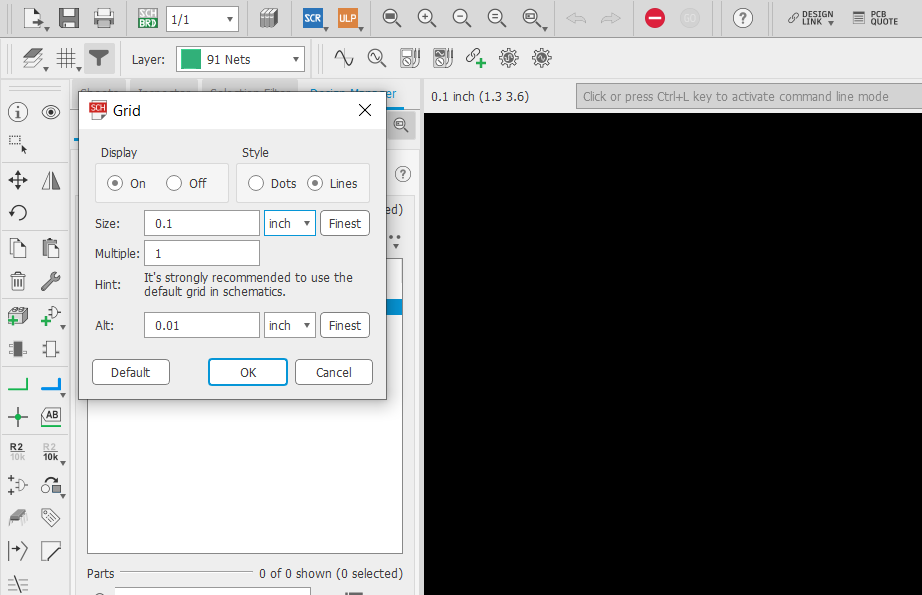 SCH
BRD
1/1
SCR
ULP
DESIGN
LINK
PCB
QUOTE
Layer:
91 Nets
Design Manager
0.1 inch (1.3 3.6)
Click or press Ctrl+L key to activate command line mode
SCH
Grid
Display
Style
On
Off
Dots
Lines
Size:
0.1
inch
Finest
ed)
Multiple:
1
Hint:
It's strongly recommended to use the
default grid in schematics.
Alt:
0.01
inch
Finest
Default
OK
Cancel
AB
R2
10k
R2
10k
Parts
0 of 0 shown (0 selected)